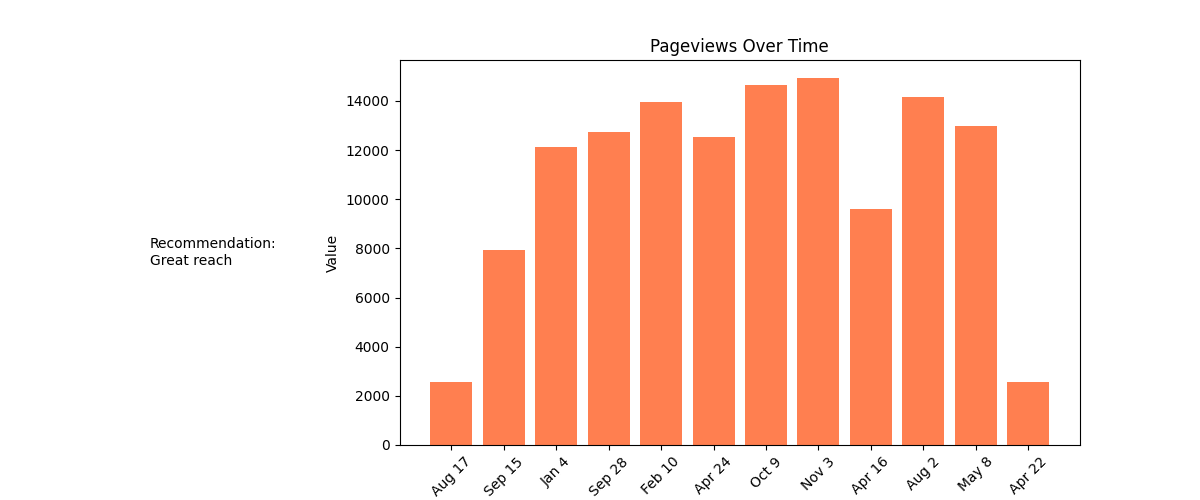 Pageviews Over Time
Recommendation:
Great reach
Value
14000
12000
10000
8000
6000
4000
2000
0
Aug 17
Sep 15
Jan 4
Sep 28
Feb 10
Apr 24
Oct 9
Nov 3
Apr 16
Aug 2
May 8
Apr 22